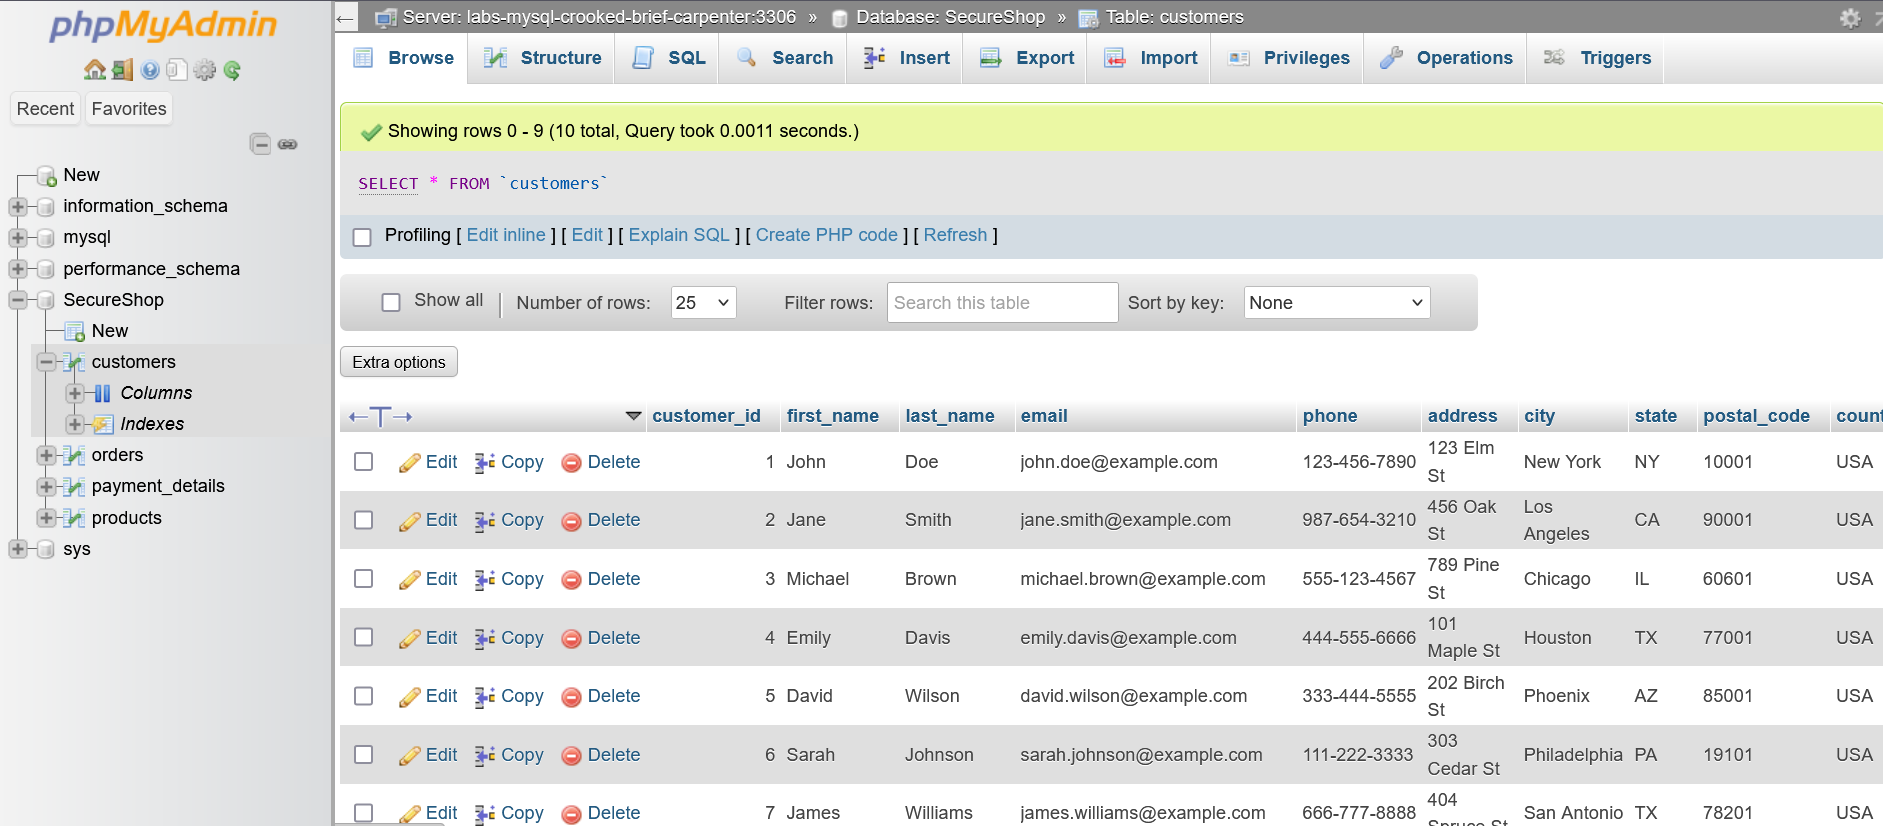 phpMyAdmin
Recent Favorites
New
information_schema
mysql
performance_schema
SecureShop
New
customers
Columns
Indexes
orders
payment_details
products
sys
Server: labs-mysql-crooked-brief-carpenter:3306 » Database: SecureShop » Table: customers
Browse Structure SQL Search Insert Export Import Privileges Operations Triggers
Showing rows 0 - 9 (10 total, Query took 0.0011 seconds.)
SELECT * FROM `customers`
Profiling [ Edit inline ] [ Edit ] [ Explain SQL ] [ Create PHP code ] [ Refresh ]
Show all Number of rows: 25 Filter rows: Search this table Sort by key: None
Extra options
customer_id first_name last_name email phone address city state postal_code count
Edit Copy Delete 1 John Doe john.doe@example.com 123-456-7890 123 Elm St New York NY 10001 USA
Edit Copy Delete 2 Jane Smith jane.smith@example.com 987-654-3210 456 Oak St Los Angeles CA 90001 USA
Edit Copy Delete 3 Michael Brown michael.brown@example.com 555-123-4567 789 Pine St Chicago IL 60601 USA
Edit Copy Delete 4 Emily Davis emily.davis@example.com 444-555-6666 101 Maple St Houston TX 77001 USA
Edit Copy Delete 5 David Wilson david.wilson@example.com 333-444-5555 202 Birch St Phoenix AZ 85001 USA
Edit Copy Delete 6 Sarah Johnson sarah.johnson@example.com 111-222-3333 303 Cedar St Philadelphia PA 19101 USA
Edit Copy Delete 7 James Williams james.williams@example.com 666-777-8888 404 Spruce St San Antonio TX 78201 USA